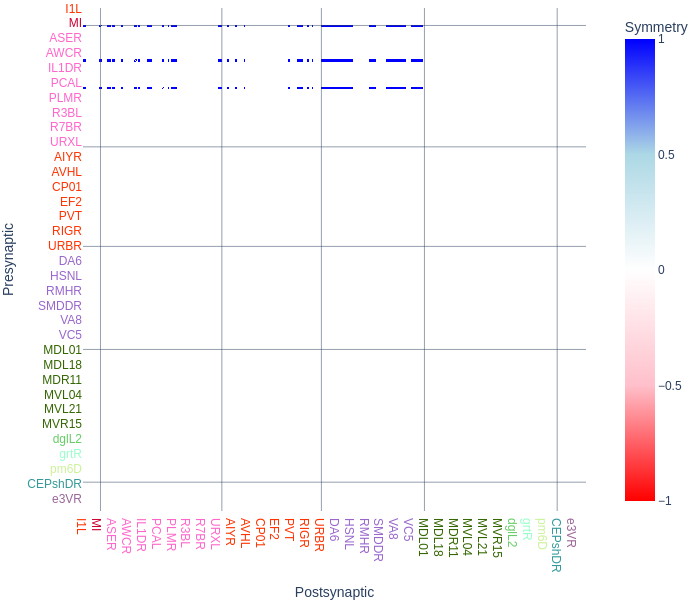 I1L
MI
ASER
AWCR
IL1DR
PCAL
PLMR
R3BL
R7BR
URXL
AIYR
AVHL
CP01
EF2
PVT
RIGR
URBR
DA6
HSNL
RMHR
SMDDR
VA8
VC5
MDL01
MDL18
MDR11
MVL04
MVL21
MVR15
dglL2
grtR
pm6D
CEPshDR
e3VR
Presynaptic
I1L
MI
ASER
AWCR
IL1DR
PCAL
PLMR
R3BL
R7BR
URXL
AIYR
AVHL
CP01
EF2
PVT
RIGR
URBR
DA6
HSNL
RMHR
SMDDR
VA8
VC5
MDL01
MDL18
MDR11
MVL04
MVL21
MVR15
dglL2
grtR
pm6D
CEPshDR
e3VR
Postsynaptic
Symmetry
1
0.5
0
−0.5
−1